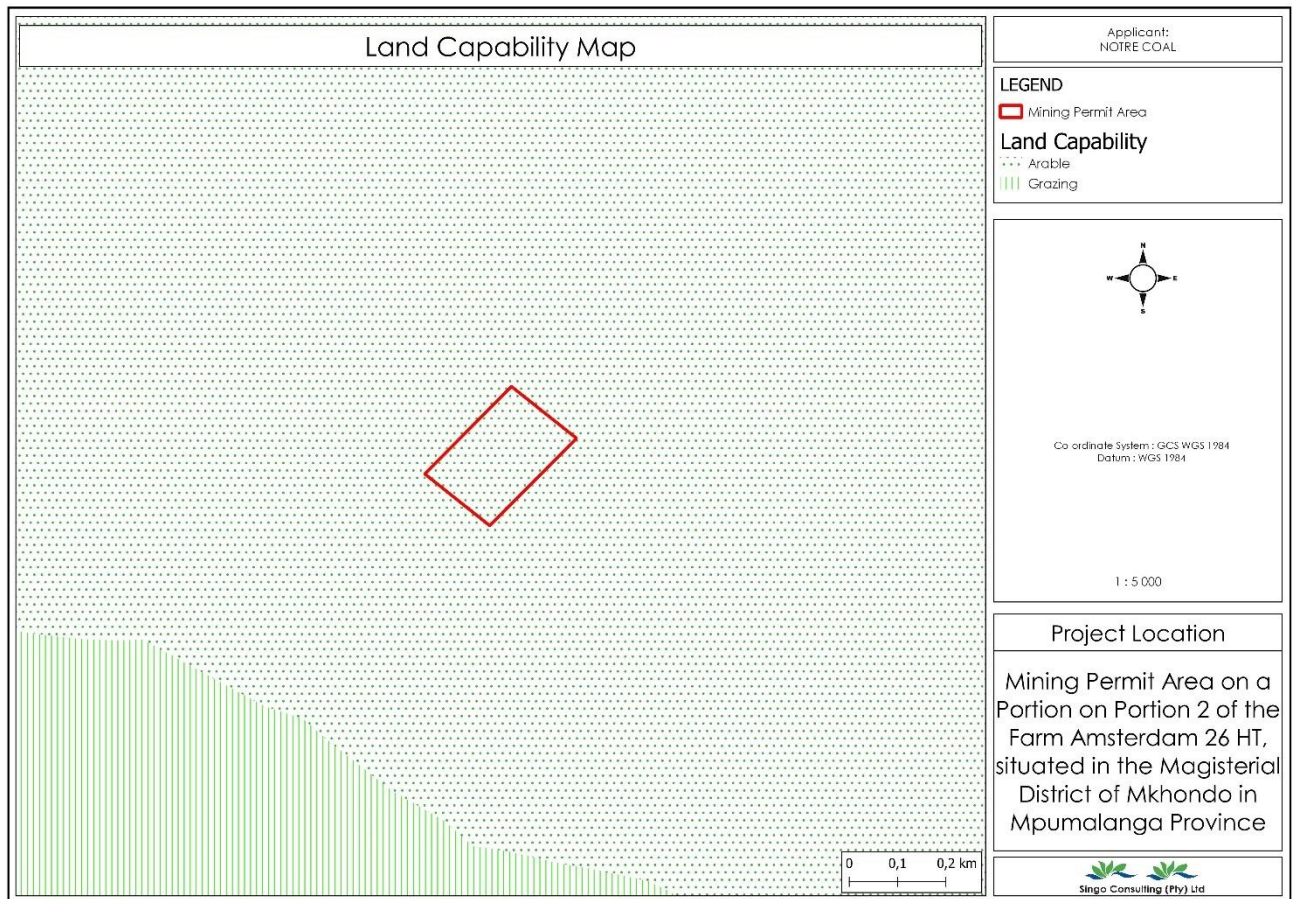 Land Capability Map
Applicant:
NOTRE COAL
LEGEND
Mining Permit Area
Land Capability
Arable
Grazing
N
W E
S
Co ordinate System : GCS WGS 1984
Datum : WGS 1984
1 : 5 000
Project Location
Mining Permit Area on a
Portion on Portion 2 of the
Farm Amsterdam 26 HT,
situated in the Magisterial
District of Mkhondo in
Mpumalanga Province
0 0,1 0,2 km
Singo Consulting (Pty) Ltd